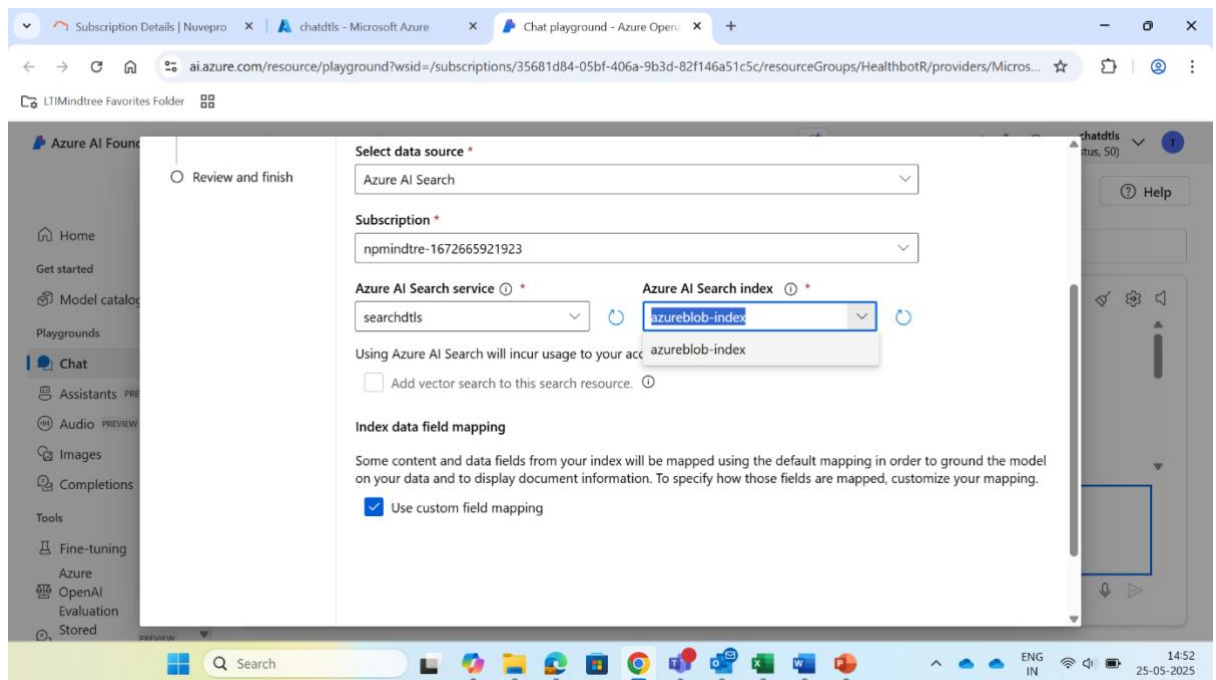 Subscription Details | Nuvepro
chatdtls - Microsoft Azure
Chat playground - Azure Open
ai.azure.com/resource/playground?wsid=/subscriptions/35681d84-05bf-406a-9b3d-82f146a51c5c/resourceGroups/HealthbotR/providers/Micros...
LTIMindtree Favorites Folder
Azure AI Found
chatdtls
tus, S0)
T
Help
Home
Get started
Model catalog
Playgrounds
Chat
Assistants PRE
Audio PREVIEW
Images
Completions
Tools
Fine-tuning
Azure
OpenAI
Evaluation
Stored
PREVIEW
Review and finish
Select data source *
Azure AI Search
Subscription *
npmindtre-1672665921923
Azure AI Search service * Azure AI Search index *
searchdtls azureblob-index
azureblob-index
Using Azure AI Search will incur usage to your acc
Add vector search to this search resource.
Index data field mapping
Some content and data fields from your index will be mapped using the default mapping in order to ground the model
on your data and to display document information. To specify how those fields are mapped, customize your mapping.
Use custom field mapping
Search
ENG
IN
14:52
25-05-2025